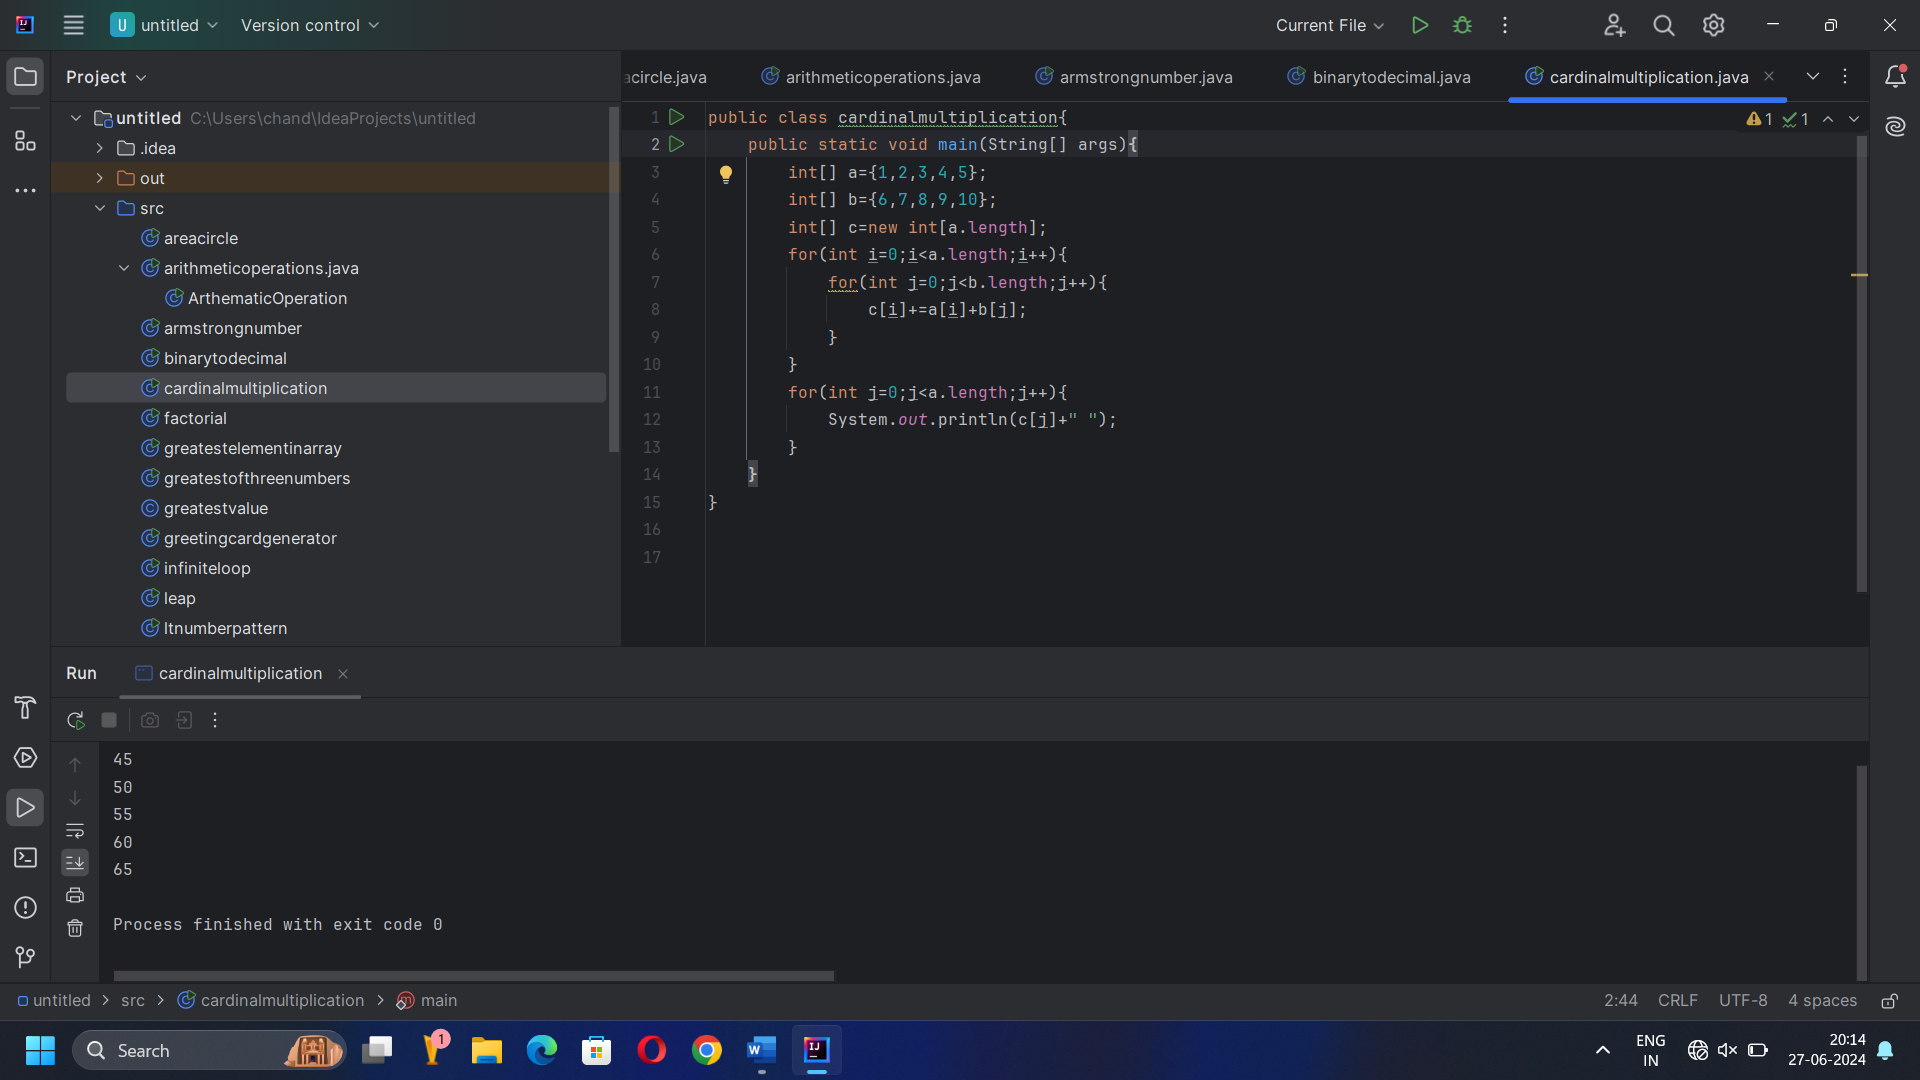 U untitled Version control Current File
Project
acircle.java arithmeticoperations.java armstrongnumber.java binarytodecimal.java cardinalmultiplication.java
untitled C:\Users\chand\IdeaProjects\untitled
.idea
out
src
areacircle
arithmeticoperations.java
ArthematicOperation
armstrongnumber
binarytodecimal
cardinalmultiplication
factorial
greatestelementinarray
greatestofthreenumbers
greatestvalue
greetingcardgenerator
infiniteloop
leap
ltnumberpattern
1 public class cardinalmultiplication{
2 public static void main(String[] args){
3 int[] a={1,2,3,4,5};
4 int[] b={6,7,8,9,10};
5 int[] c=new int[a.length];
6 for(int i=0;i<a.length;i++){
7 for(int j=0;j<b.length;j++){
8 c[i]+=a[i]+b[j];
9 }
10 }
11 for(int j=0;j<a.length;j++){
12 System.out.println(c[j]+" ");
13 }
14 }
15 }
16
17
1 1
Run cardinalmultiplication
45
50
55
60
65
Process finished with exit code 0
untitled > src > cardinalmultiplication > main 2:44 CRLF UTF-8 4 spaces
Search 1 W IJ
ENG
IN
20:14
27-06-2024